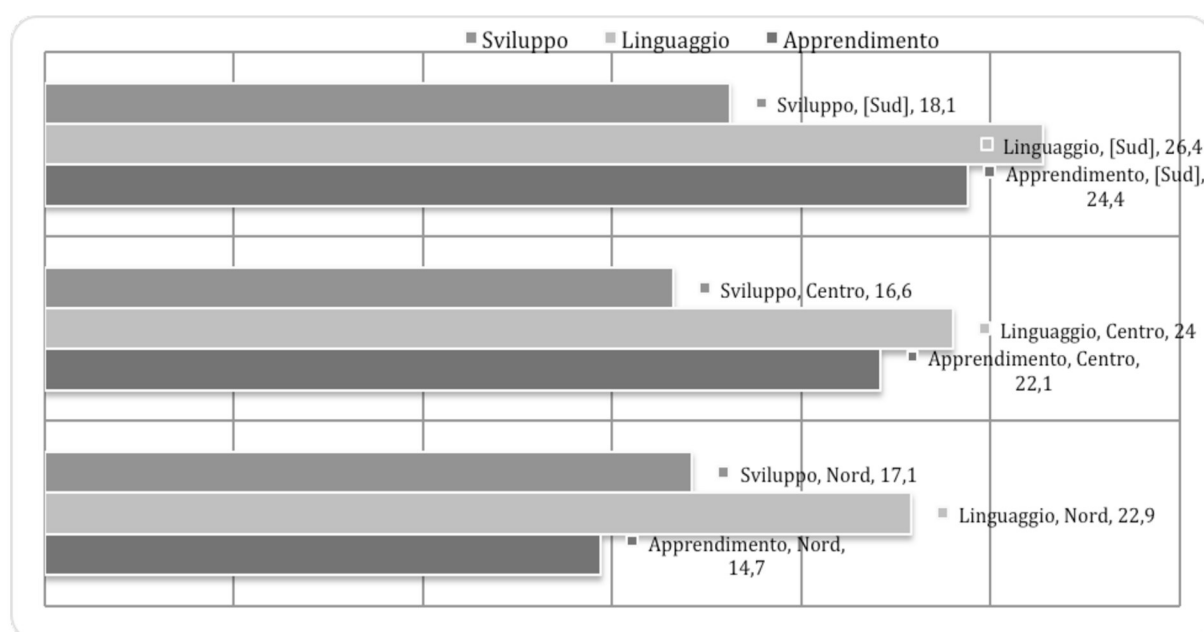 Sviluppo Linguaggio Apprendimento
Sviluppo, [Sud], 18,1
Linguaggio, [Sud], 26,4
Apprendimento, [Sud],
24,4
Sviluppo, Centro, 16,6
Linguaggio, Centro, 24
Apprendimento, Centro,
22,1
Sviluppo, Nord, 17,1
Linguaggio, Nord, 22,9
Apprendimento, Nord,
14,7